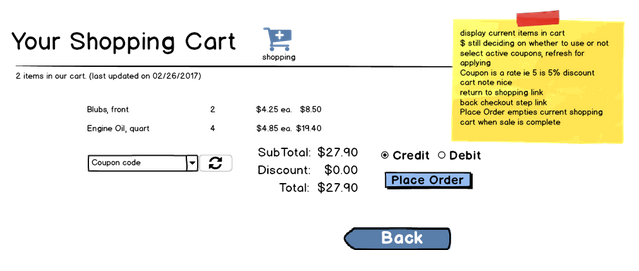 Your Shopping Cart
shopping
2 items in our cart. (last updated on 02/26/2017)
Blubs, front 2 $4.25 ea. $8.50
Engine Oil, quart 4 $4.85 ea. $19.40
Coupon code
SubTotal: $27.90
Discount: $0.00
Total: $27.90
Credit Debit
Place Order
Back
display current items in cart
$ still deciding on whether to use or not
select active coupons, refresh for
applying
Coupon is a rate ie 5 is 5% discount
cart note nice
return to shopping link
back checkout step link
Place Order empties current shopping
cart when sale is complete